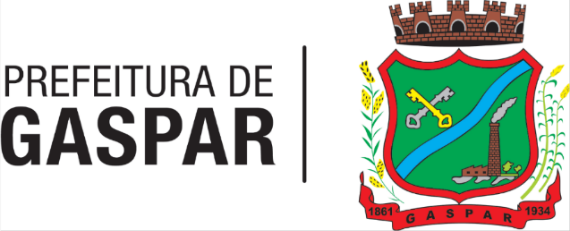 PREFEITURA DE
GASPAR
1861 GASPAR 1934